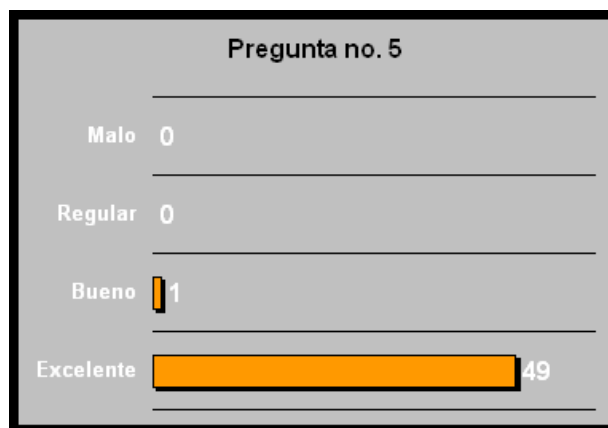 Pregunta no. 5
Malo 0
Regular 0
Bueno 1
Excelente 49